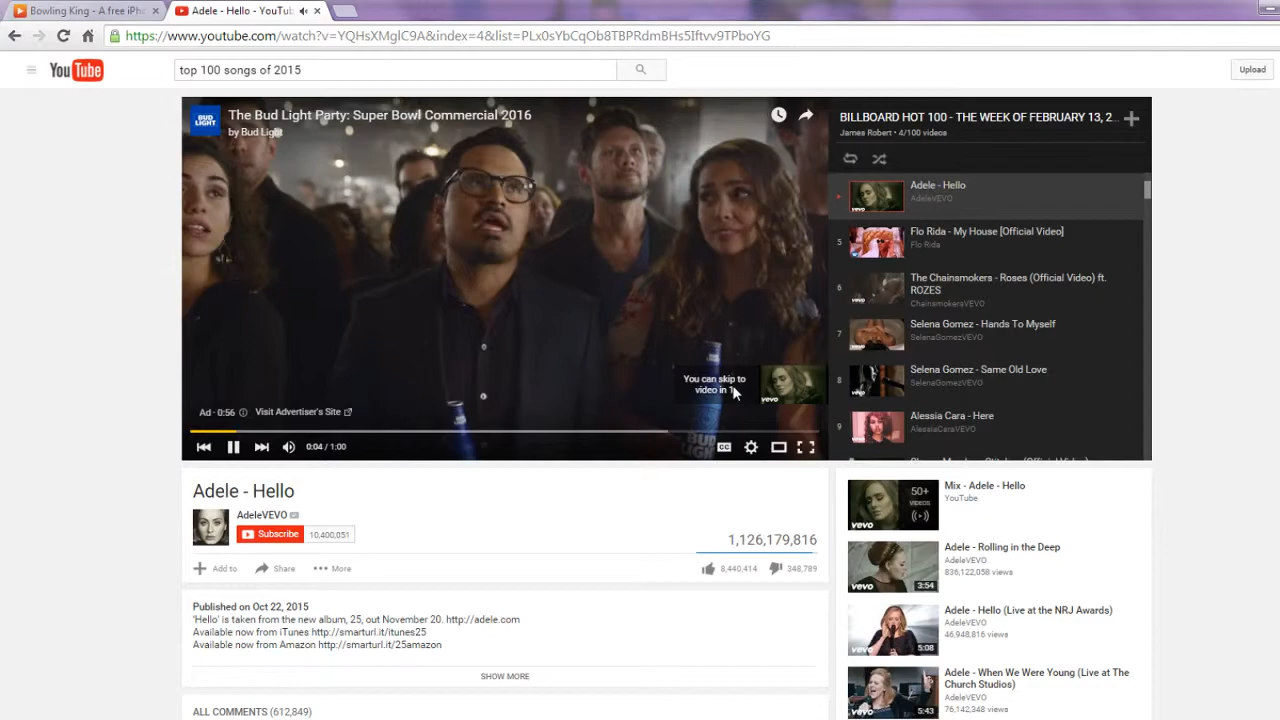 Bowling King - A free iPh
Adele - Hello - YouTub
https://www.youtube.com/watch?v=YQHsXMglC9A&index=4&list=PLx0sYbCqOb8TBPRdmBHs5Iftvv9TPboYG
YouTube
top 100 songs of 2015
Upload
BUD LIGHT
The Bud Light Party: Super Bowl Commercial 2016
by Bud Light
You can skip to
video in
vevo
Ad · 0:56
Visit Advertiser's Site
0:04 / 1:00
CC
BILLBOARD HOT 100 - THE WEEK OF FEBRUARY 13, 2...
James Robert • 4/100 videos
Adele - Hello
AdeleVEVO
5
Flo Rida - My House [Official Video]
Flo Rida
6
The Chainsmokers - Roses (Official Video) ft.
ROZES
ChainsmokersVEVO
7
Selena Gomez - Hands To Myself
SelenaGomezVEVO
8
Selena Gomez - Same Old Love
SelenaGomezVEVO
9
Alessia Cara - Here
AlessiaCaraVEVO
Adele - Hello
AdeleVEVO
Subscribe
10,400,051
1,126,179,816
Add to
Share
More
8,440,414
348,789
Published on Oct 22, 2015
'Hello' is taken from the new album, 25, out November 20. http://adele.com
Available now from iTunes http://smarturl.it/itunes25
Available now from Amazon http://smarturl.it/25amazon
SHOW MORE
ALL COMMENTS (612,849)
50+
VIDEOS
vevo
Mix - Adele - Hello
YouTube
vevo
3:54
Adele - Rolling in the Deep
AdeleVEVO
836,122,058 views
vevo
5:08
Adele - Hello (Live at the NRJ Awards)
AdeleVEVO
46,948,816 views
vevo
5:43
Adele - When We Were Young (Live at The
Church Studios)
AdeleVEVO
76,142,348 views